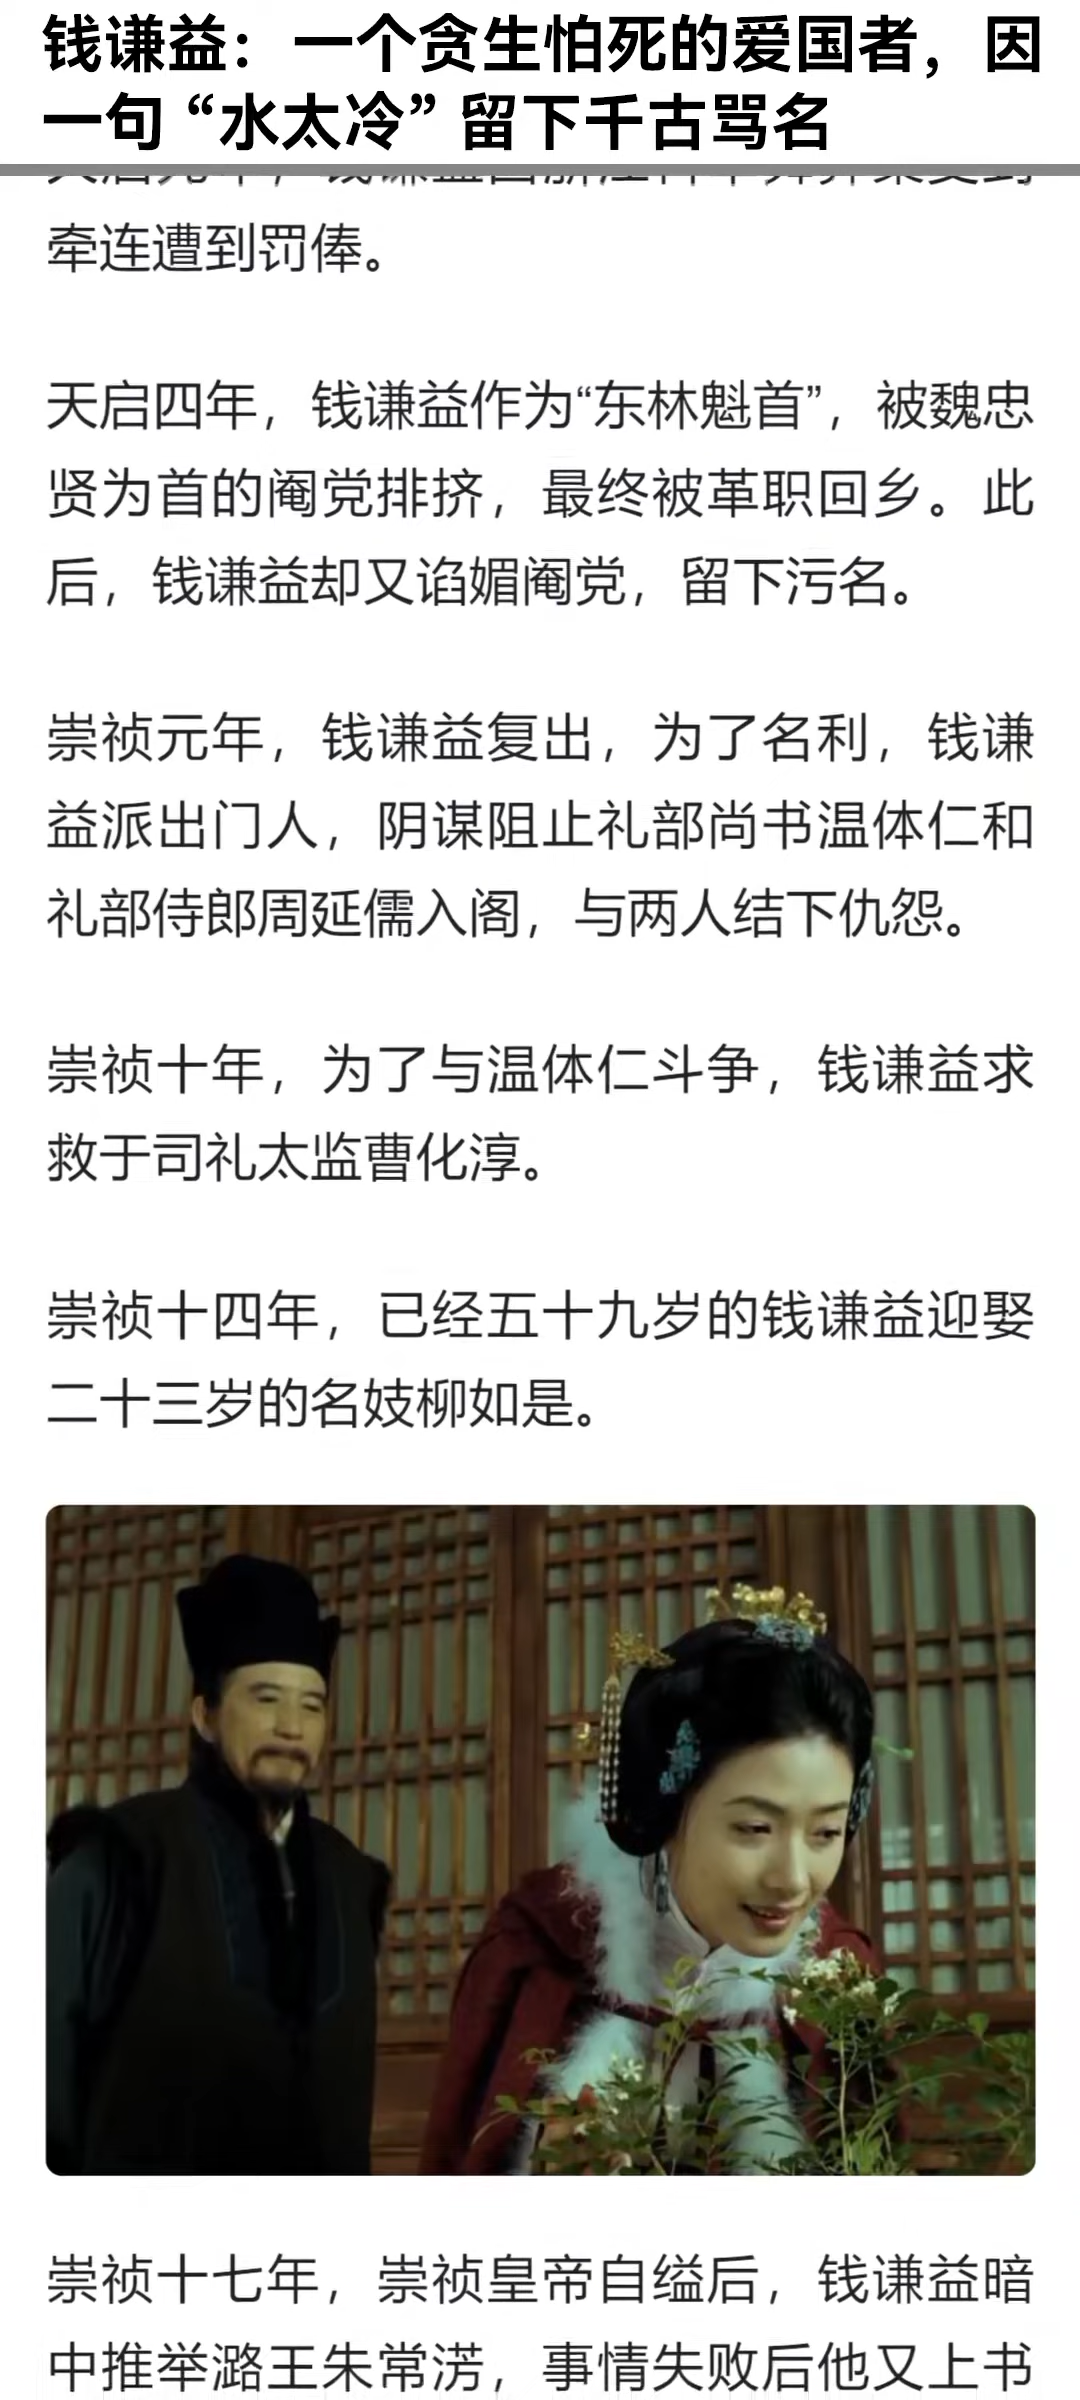 钱谦益：一个贪生怕死的爱国者，因
一句“水太冷”留下千古骂名
牵连遭到罚俸。
天启四年，钱谦益作为“东林魁首”，被魏忠
贤为首的阉党排挤，最终被革职回乡。此
后，钱谦益却又谄媚阉党，留下污名。
崇祯元年，钱谦益复出，为了名利，钱谦
益派出门人，阴谋阻止礼部尚书温体仁和
礼部侍郎周延儒入阁，与两人结下仇怨。
崇祯十年，为了与温体仁斗争，钱谦益求
救于司礼太监曹化淳。
崇祯十四年，已经五十九岁的钱谦益迎娶
二十三岁的名妓柳如是。
崇祯十七年，崇祯皇帝自缢后，钱谦益暗
中推举潞王朱常淓，事情失败后他又上书